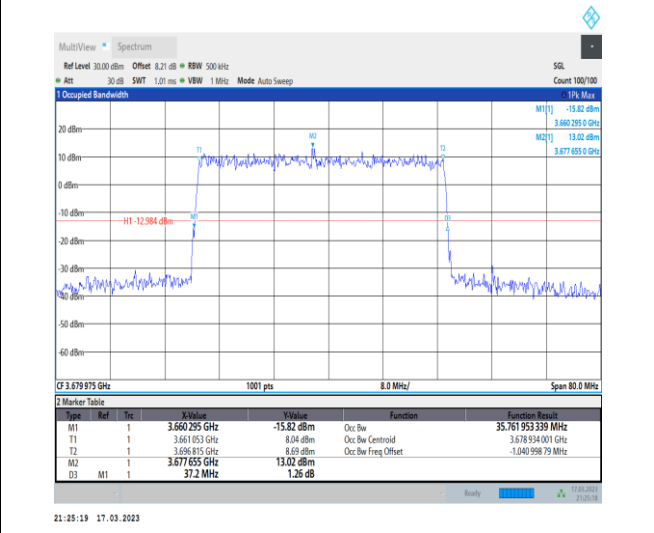 MultiView Spectrum
Ref Level 30.00 dBm Offset 8.21 dB RBW 500 kHz SGL
Att 30 dB SWT 1.01 ms VBW 1 MHz Mode Auto Sweep Count 100/100
1 Occupied Bandwidth 1Pk Max
M1[1] -15.82 dBm
3.660 295 0 GHz
M2[1] 13.02 dBm
3.677 655 0 GHz
20 dBm
M2
T1 T2
10 dBm
0 dBm
-10 dBm
M1 D3
H1 -12.984 dBm
-20 dBm
-30 dBm
-40 dBm
-50 dBm
-60 dBm
CF 3.679 975 GHz 1001 pts 8.0 MHz/ Span 80.0 MHz
2 Marker Table
Type Ref Trc X-Value Y-Value Function Function Result
M1 1 3.660 295 GHz -15.82 dBm Occ Bw 35.761 953 339 MHz
T1 1 3.661 053 GHz 8.04 dBm Occ Bw Centroid 3.678 934 001 GHz
T2 1 3.696 815 GHz 8.69 dBm Occ Bw Freq Offset -1.040 998 79 MHz
M2 1 3.677 655 GHz 13.02 dBm
D3 M1 1 37.2 MHz 1.26 dB
Ready 17.03.2023
21:25:19
21:25:19 17.03.2023